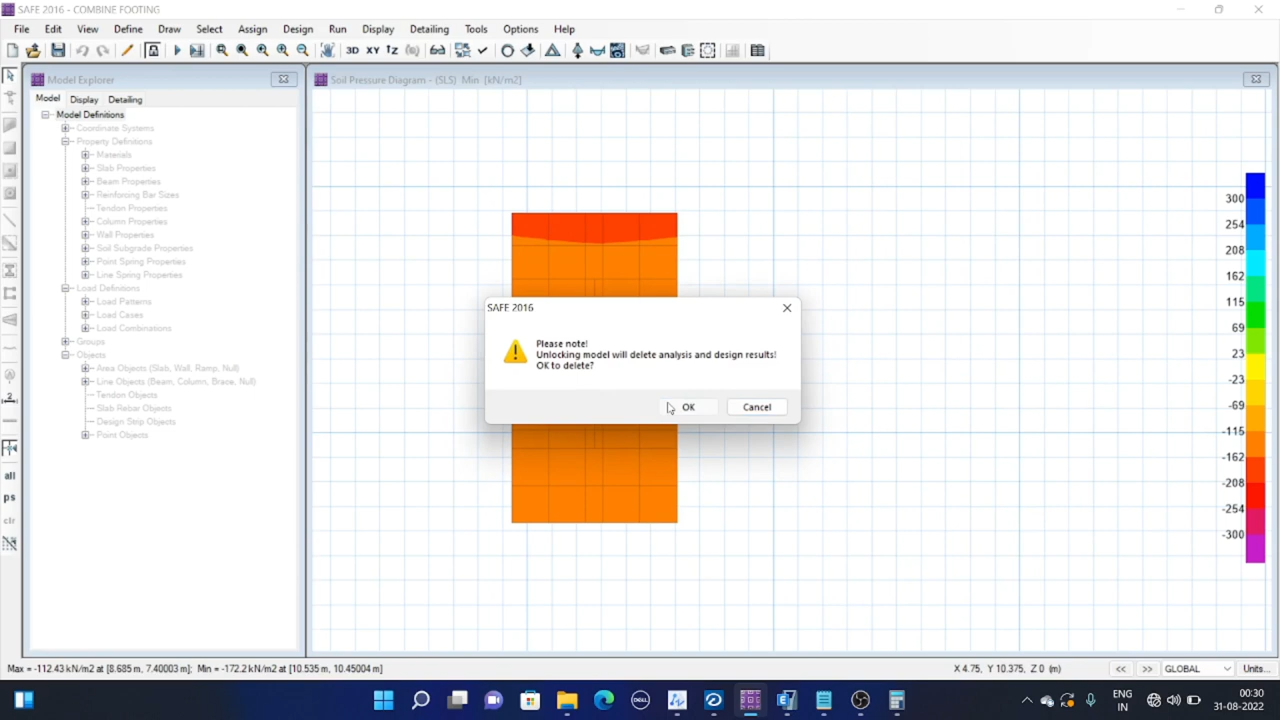 SAFE 2016 - COMBINE FOOTING
File Edit View Define Draw Select Assign Design Run Display Detailing Tools Options Help
3D XY
Model Explorer
Model Display Detailing
Model Definitions
Coordinate Systems
Property Definitions
Materials
Slab Properties
Beam Properties
Reinforcing Bar Sizes
Tendon Properties
Column Properties
Wall Properties
Soil Subgrade Properties
Point Spring Properties
Line Spring Properties
Load Definitions
Load Patterns
Load Cases
Load Combinations
Groups
Objects
Area Objects (Slab, Wall, Ramp, Null)
Line Objects (Beam, Column, Brace, Null)
Tendon Objects
Slab Rebar Objects
Design Strip Objects
Point Objects
all
ps
clr
Soil Pressure Diagram - (SLS) Min [kN/m2]
SAFE 2016
Please note!
Unlocking model will delete analysis and design results!
OK to delete?
OK Cancel
300
254
208
162
115
69
23
-23
-69
-115
-162
-208
-254
-300
Max = -112.43 kN/m2 at [8.685 m, 7.40003 m]; Min = -172.2 kN/m2 at [10.535 m, 10.45004 m]
X 4.75, Y 10.375, Z 0 (m) << >> GLOBAL Units...
DELL
ENG
IN
00:30
31-08-2022